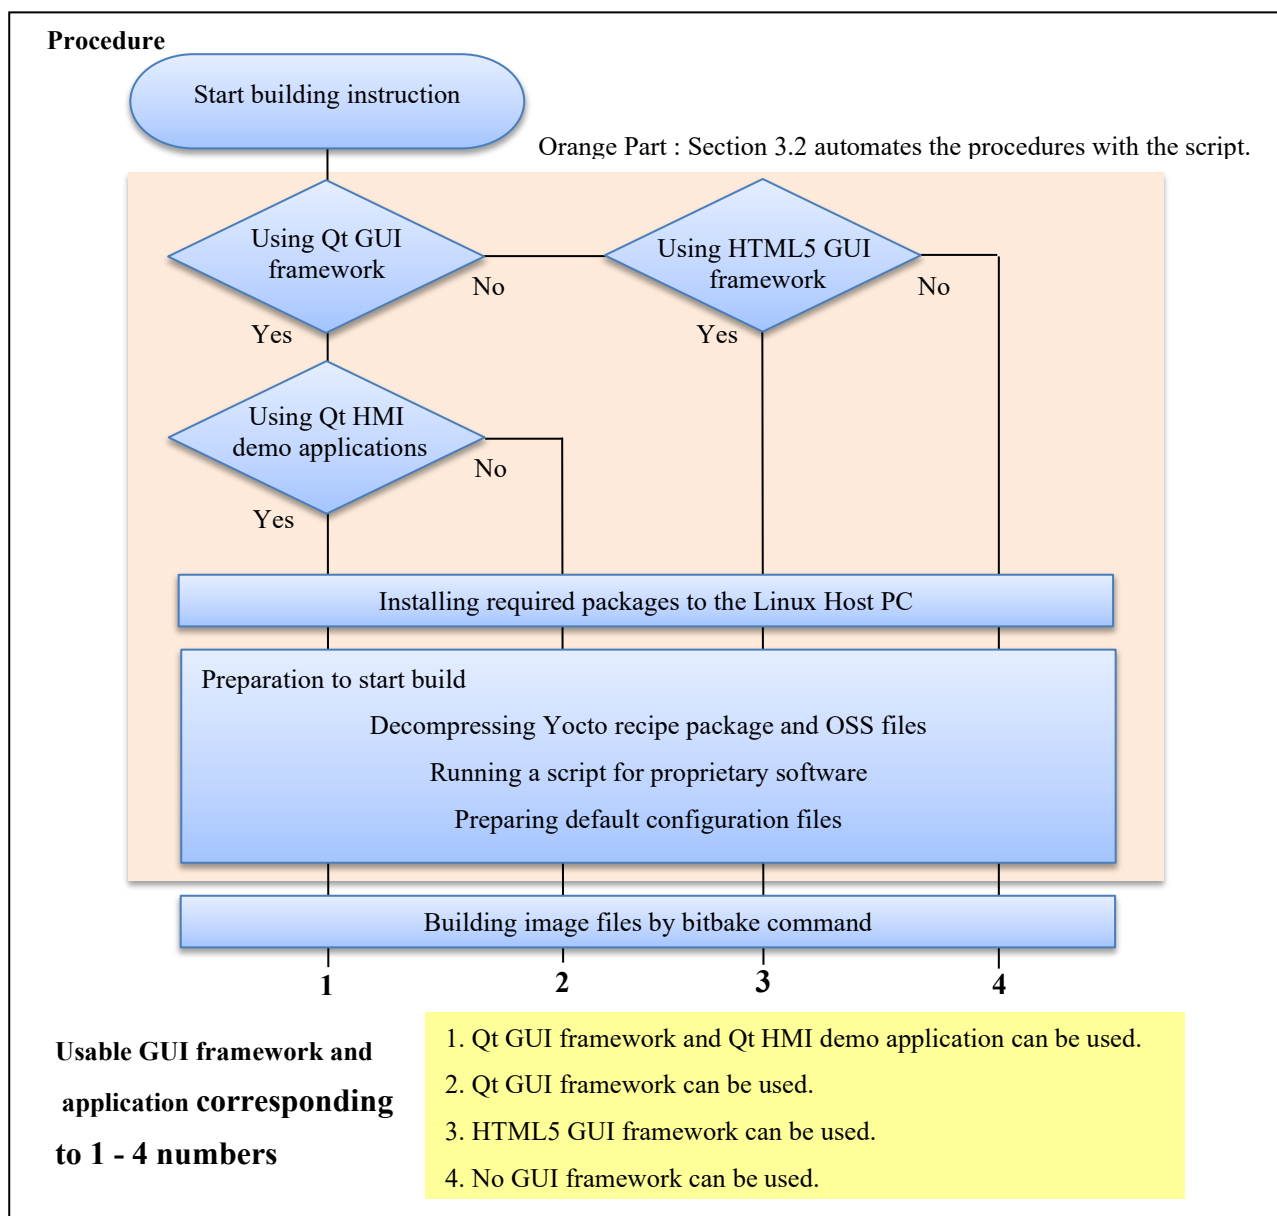 Procedure
Start building instruction
Orange Part : Section 3.2 automates the procedures with the script.
Using Qt GUI
framework
No
Yes
Using HTML5 GUI
framework
No
Yes
Using Qt HMI
demo applications
No
Yes
Installing required packages to the Linux Host PC
Preparation to start build
Decompressing Yocto recipe package and OSS files
Running a script for proprietary software
Preparing default configuration files
Building image files by bitbake command
1
2
3
4
Usable GUI framework and
application corresponding
to 1 - 4 numbers
1. Qt GUI framework and Qt HMI demo application can be used.
2. Qt GUI framework can be used.
3. HTML5 GUI framework can be used.
4. No GUI framework can be used.